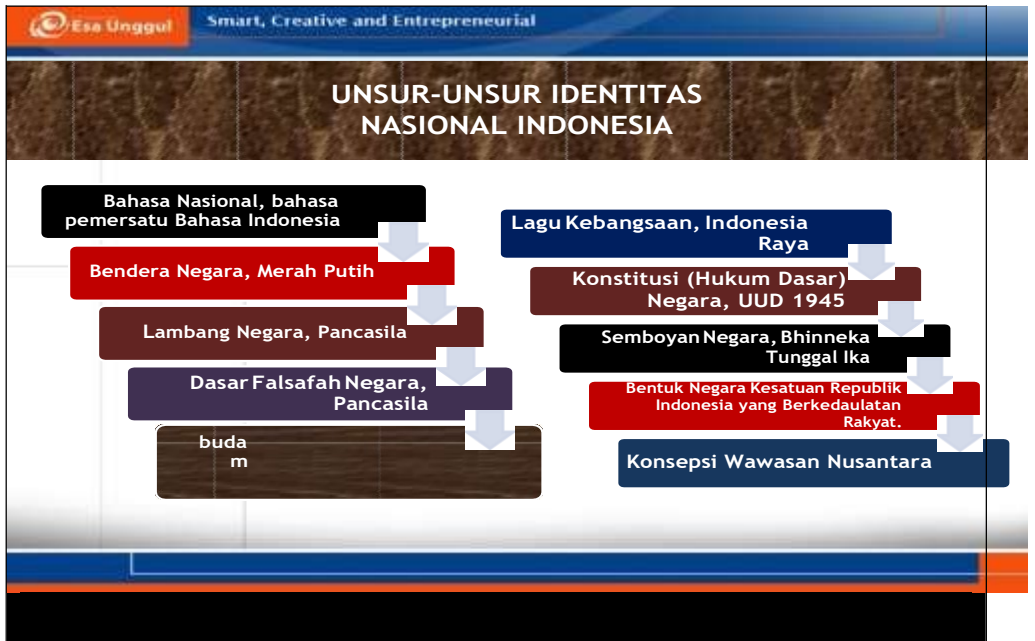 Esa Unggul
Smart, Creative and Entrepreneurial
UNSUR-UNSUR IDENTITAS
NASIONAL INDONESIA
Bahasa Nasional, bahasa
pemersatu Bahasa Indonesia
Bendera Negara, Merah Putih
Lambang Negara, Pancasila
Dasar Falsafah Negara,
Pancasila
buda
m
Lagu Kebangsaan, Indonesia
Raya
Konstitusi (Hukum Dasar)
Negara, UUD 1945
Semboyan Negara, Bhinneka
Tunggal Ika
Bentuk Negara Kesatuan Republik
Indonesia yang Berkedaulatan
Rakyat.
Konsepsi Wawasan Nusantara